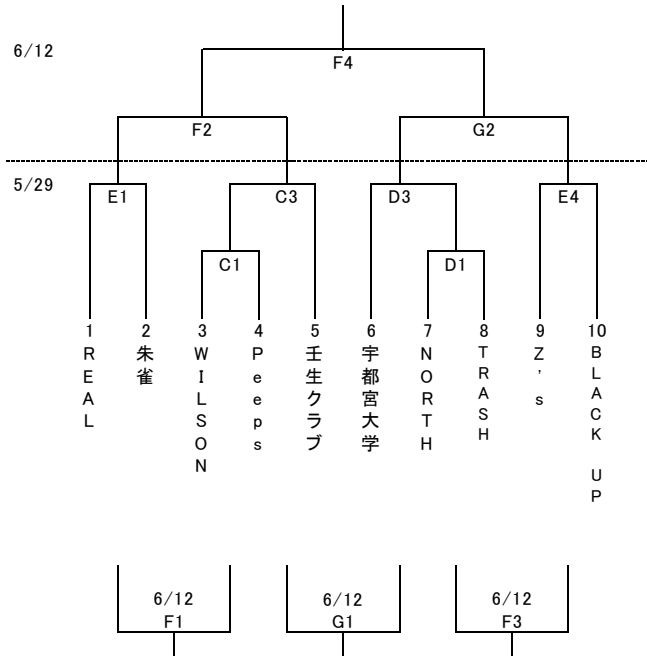 6/12
F4
F2 G2
5/29
E1 C3 D3 E4
C1 D1
1 2 3 4 5 6 7 8 9 10
REAL
朱雀
WILSON
Peeps
壬生クラブ
宇都宮大学
NORTH
TRASH
Z's
BLACK UP
6/12 6/12 6/12
F1 G1 F3